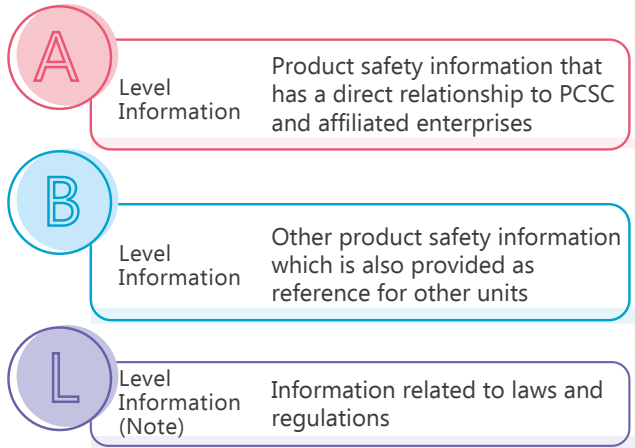 A
Level
Information
Product safety information that
has a direct relationship to PCSC
and affiliated enterprises
B
Level
Information
Other product safety information
which is also provided as
reference for other units
L
Level
Information
(Note)
Information related to laws and
regulations